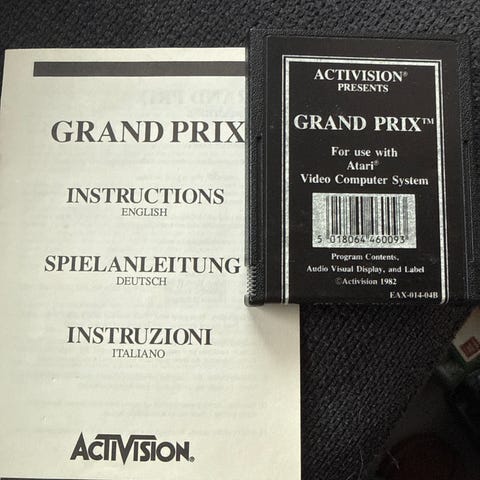 GRAND PRIX
INSTRUCTIONS
ENGLISH
SPIELANLEITUNG
DEUTSCH
INSTRUZIONI
ITALIANO
ACTIVISION®
ACTIVISION®
PRESENTS
GRAND PRIX™
For use with
Atari®
Video Computer System
5 018064 460093
Program Contents,
Audio Visual Display, and Label
©Activision 1982
EAX-014-04B